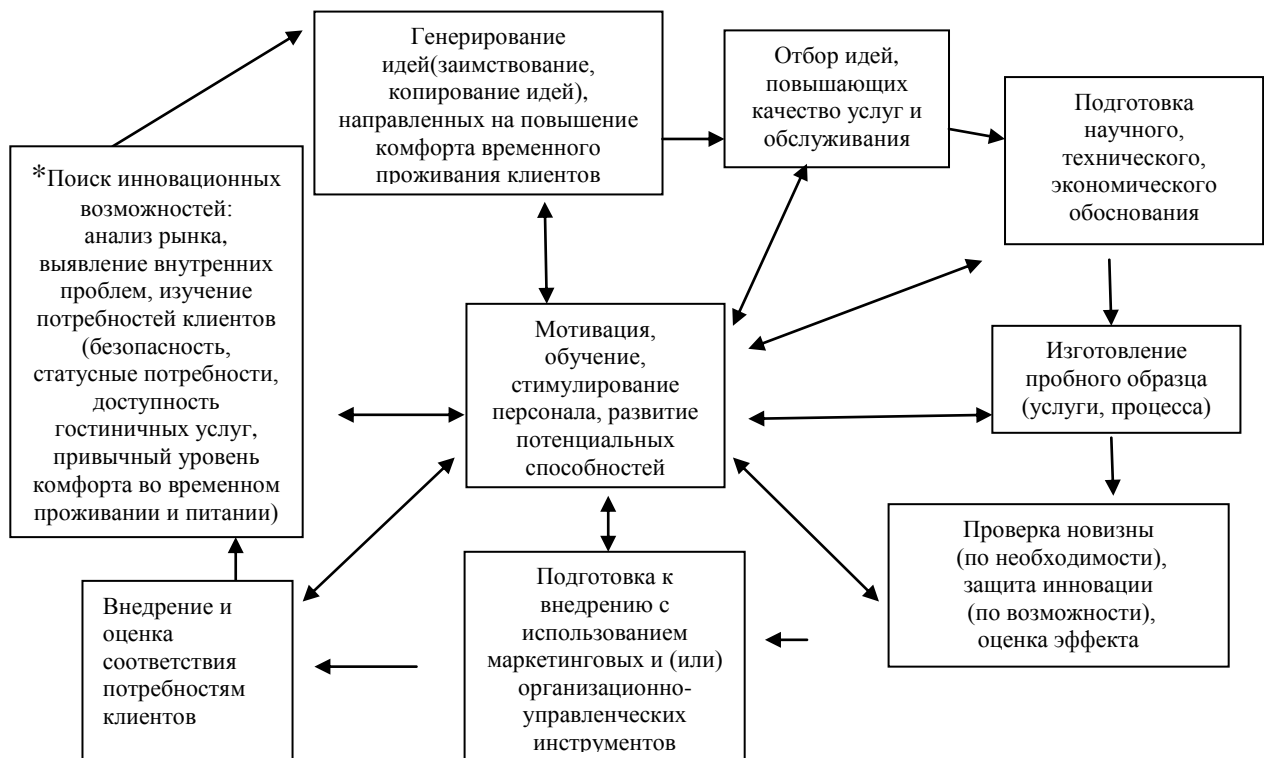 Генерирование
идей(заимствование,
копирование идей),
направленных на повышение
комфорта временного
проживания клиентов
Отбор идей,
повышающих
качество услуг и
обслуживания
Подготовка
научного,
технического,
экономического
обоснования
*Поиск инновационных
возможностей:
анализ рынка,
выявление внутренних
проблем, изучение
потребностей клиентов
(безопасность,
статусные потребности,
доступность
гостиничных услуг,
привычный уровень
комфорта во временном
проживании и питании)
Мотивация,
обучение,
стимулирование
персонала, развитие
потенциальных
способностей
Изготовление
пробного образца
(услуги, процесса)
Проверка новизны
(по необходимости),
защита инновации
(по возможности),
оценка эффекта
Подготовка к
внедрению с
использованием
маркетинговых и (или)
организационно-
управленческих
инструментов
Внедрение и
оценка
соответствия
потребностям
клиентов